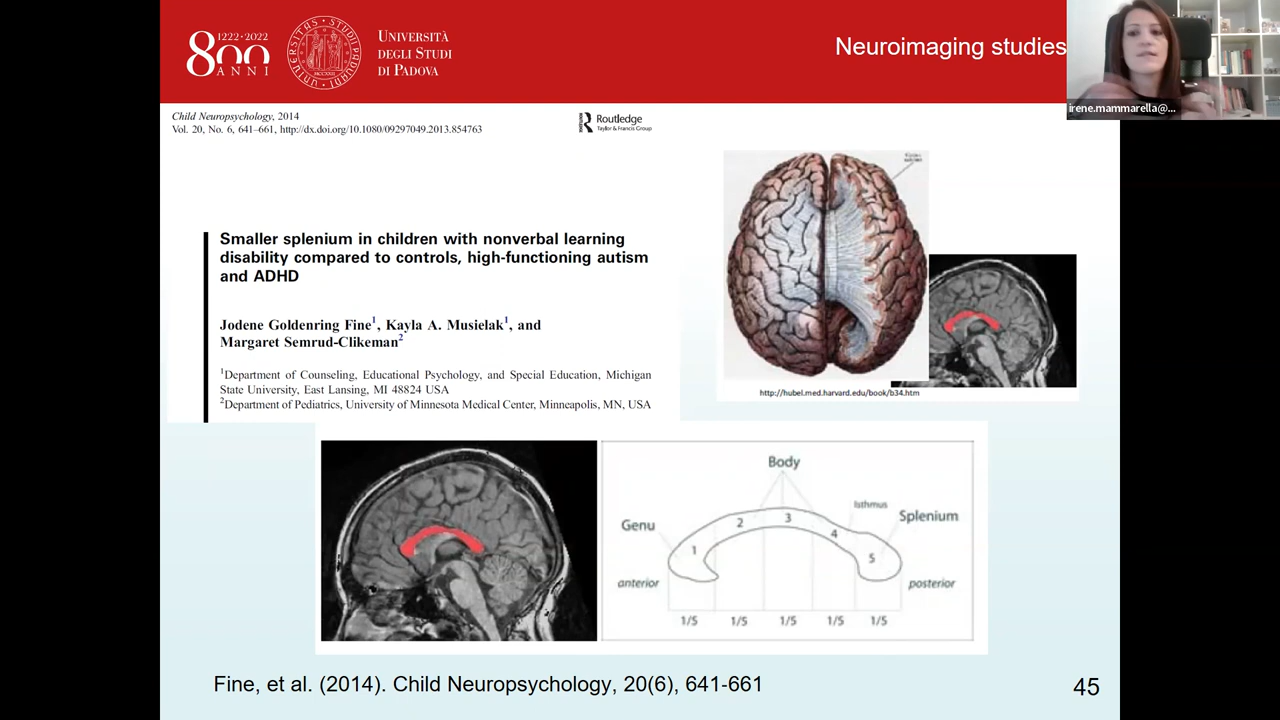 1222·2022
800
ANNI
UNIVERSITÀ
DEGLI STUDI
DI PADOVA
Neuroimaging studies
irene.mammarella@...
Child Neuropsychology, 2014
Vol. 20, No. 6, 641–661, http://dx.doi.org/10.1080/09297049.2013.854763
Routledge
Taylor & Francis Group
ROUTLEDGE
Smaller splenium in children with nonverbal learning
disability compared to controls, high-functioning autism
and ADHD
Jodene Goldenring Fine1, Kayla A. Musielak1, and
Margaret Semrud-Clikeman2
1Department of Counseling, Educational Psychology, and Special Education, Michigan
State University, East Lansing, MI 48824 USA
2Department of Pediatrics, University of Minnesota Medical Center, Minneapolis, MN, USA
http://hubel.med.harvard.edu/book/b34.htm
Body
Isthmus
Genu
Splenium
1
2
3
4
5
anterior
posterior
1/5 1/5 1/5 1/5 1/5
Fine, et al. (2014). Child Neuropsychology, 20(6), 641-661
45